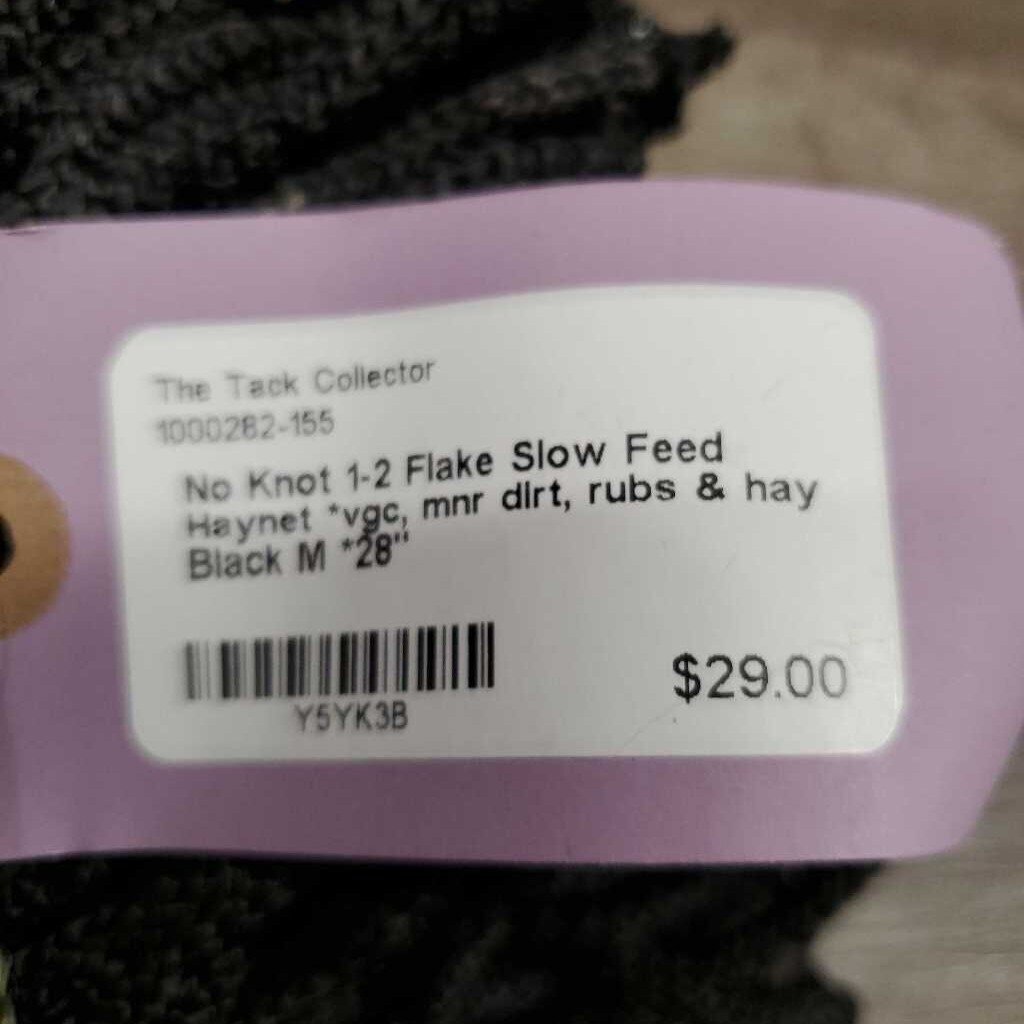 The Tack Collector
1000282-155
No Knot 1-2 Flake Slow Feed
Haynet *vgc, mnr dirt, rubs & hay
Black M *28"
Y5YK3B
$29.00